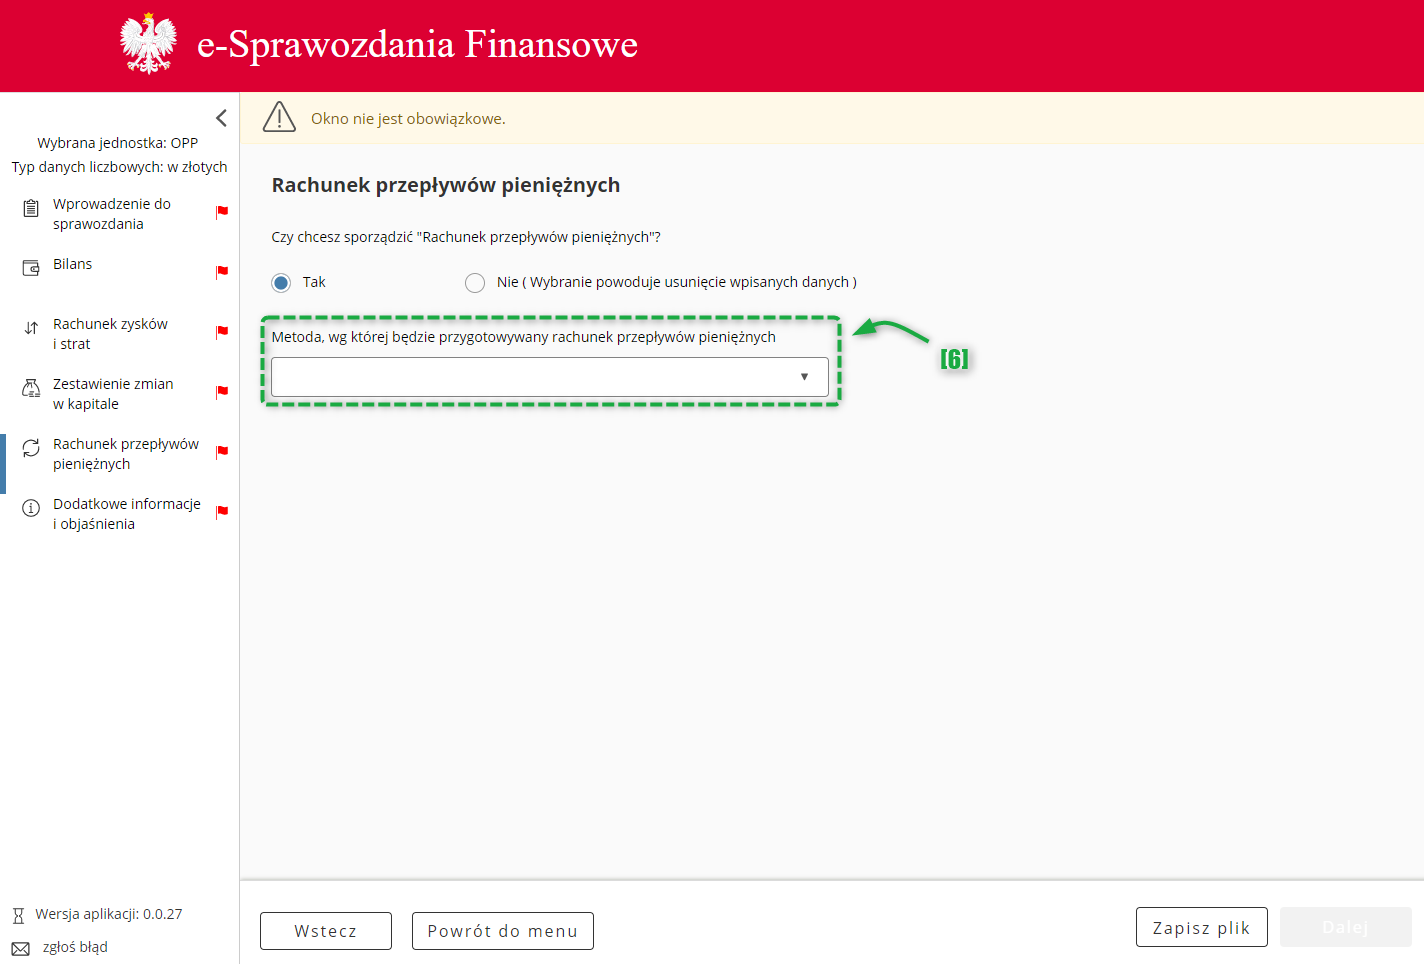 e-Sprawozdania Finansowe
Wybrana jednostka: OPP
Typ danych liczbowych: w złotych
Wprowadzenie do
sprawozdania
Bilans
Rachunek zysków
i strat
Zestawienie zmian
w kapitale
Rachunek przepływów
pieniężnych
Dodatkowe informacje
i objaśnienia
Wersja aplikacji: 0.0.27
zgłoś błąd
Okno nie jest obowiązkowe.
Rachunek przepływów pieniężnych
Czy chcesz sporządzić "Rachunek przepływów pieniężnych"?
Tak
Nie ( Wybranie powoduje usunięcie wpisanych danych )
Metoda, wg której będzie przygotowywany rachunek przepływów pieniężnych
[6]
Wstecz
Powrót do menu
Zapisz plik
Dalej